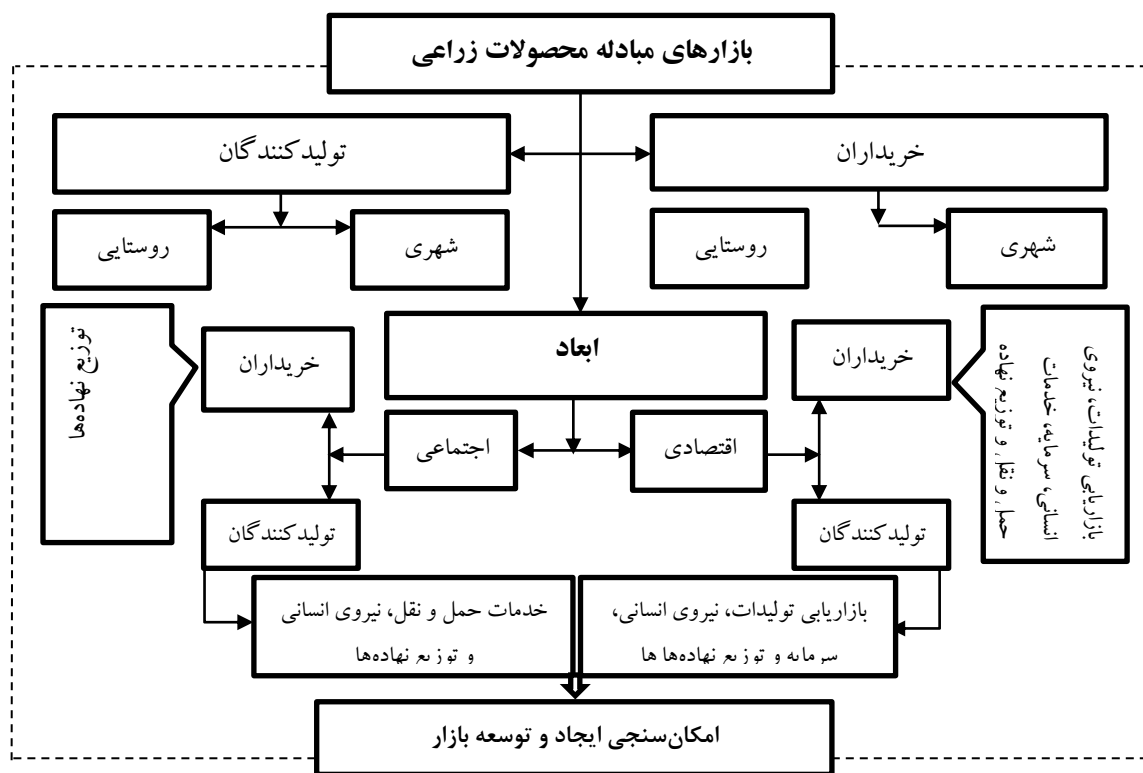 بازارهای مبادله محصولات زراعی
خریداران
تولیدکنندگان
شهری
روستایی
شهری
روستایی
ابعاد
خریداران
خریداران
بازاریابی تولیدات، نیروی
انسانی، سرمایه، خدمات
حمل و نقل و توزیع نهاده
توزیع نهاده‌ها
اقتصادی
اجتماعی
تولیدکنندگان
تولیدکنندگان
بازاریابی تولیدات، نیروی انسانی،
سرمایه و توزیع نهاده‌ها ها
خدمات حمل و نقل، نیروی انسانی
و توزیع نهاده‌ها
امکان‌سنجی ایجاد و توسعه بازار